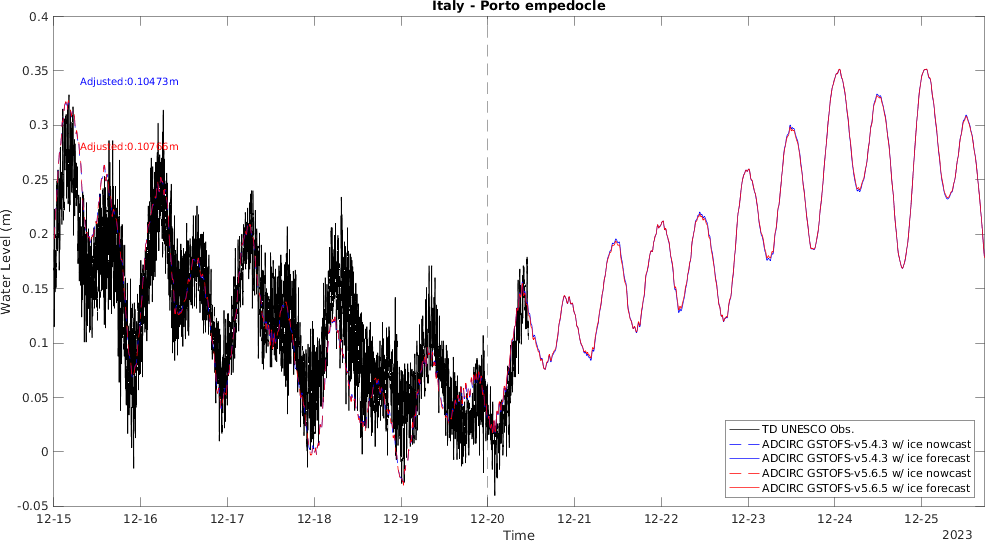 Italy - Porto empedocle
0.4
0.35
0.3
0.25
0.2
0.15
0.1
0.05
0
-0.05
Water Level (m)
Adjusted:0.10473m
Adjusted:0.10765m
TD UNESCO Obs.
ADCIRC GSTOFS-v5.4.3 w/ ice nowcast
ADCIRC GSTOFS-v5.4.3 w/ ice forecast
ADCIRC GSTOFS-v5.6.5 w/ ice nowcast
ADCIRC GSTOFS-v5.6.5 w/ ice forecast
12-15 12-16 12-17 12-18 12-19 12-20 12-21 12-22 12-23 12-24 12-25
Time
2023